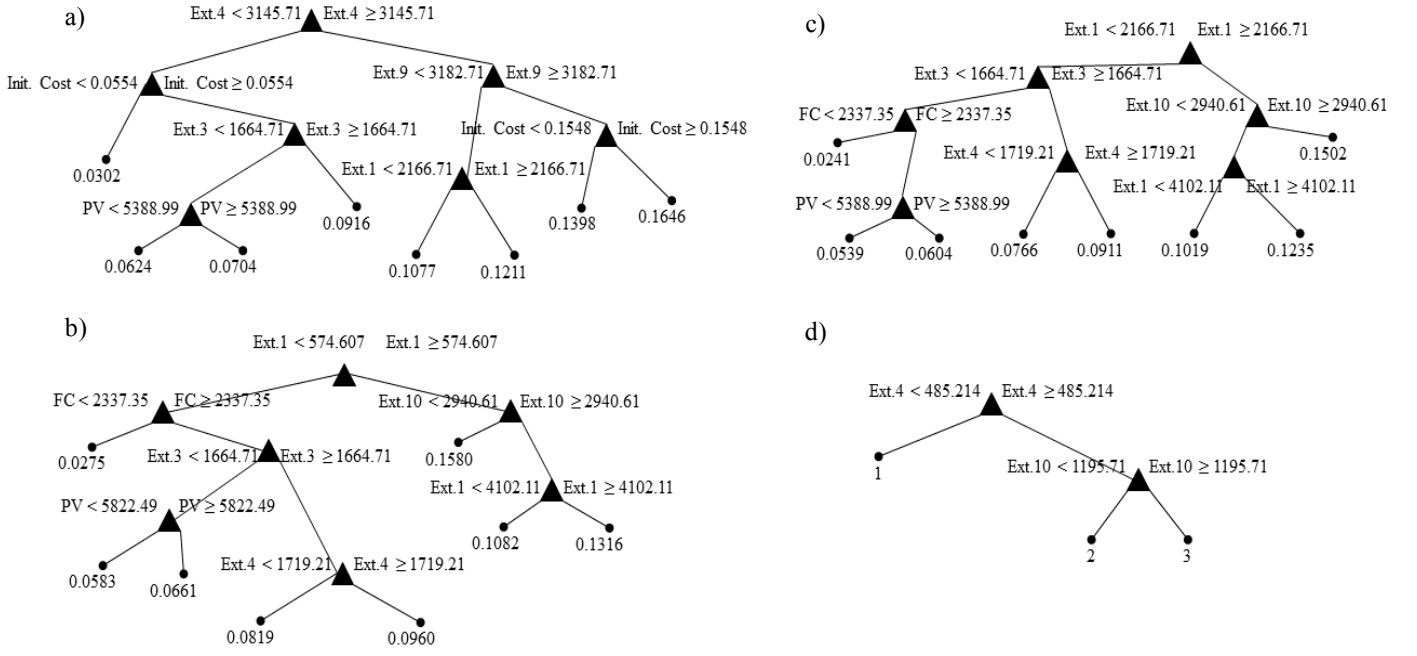 a)
Ext.4 < 3145.71 Ext.4 ≥ 3145.71
Init. Cost < 0.0554 Init. Cost ≥ 0.0554
Ext.9 < 3182.71 Ext.9 ≥ 3182.71
0.0302
Ext.3 < 1664.71 Ext.3 ≥ 1664.71
Init. Cost < 0.1548 Init. Cost ≥ 0.1548
Ext.1 < 2166.71 Ext.1 ≥ 2166.71
PV < 5388.99 PV ≥ 5388.99
0.0916
0.1398
0.1646
0.0624
0.0704
0.1077
0.1211
b)
Ext.1 < 574.607 Ext.1 ≥ 574.607
FC < 2337.35 FC ≥ 2337.35
Ext.10 < 2940.61 Ext.10 ≥ 2940.61
0.0275
Ext.3 < 1664.71 Ext.3 ≥ 1664.71
0.1580
PV < 5822.49 PV ≥ 5822.49
Ext.1 < 4102.11 Ext.1 ≥ 4102.11
0.1082
0.1316
0.0583
0.0661
Ext.4 < 1719.21 Ext.4 ≥ 1719.21
0.0819
0.0960
c)
Ext.1 < 2166.71 Ext.1 ≥ 2166.71
Ext.3 < 1664.71 Ext.3 ≥ 1664.71
Ext.10 < 2940.61 Ext.10 ≥ 2940.61
FC < 2337.35 FC ≥ 2337.35
0.0241
Ext.4 < 1719.21 Ext.4 ≥ 1719.21
0.1502
Ext.1 < 4102.11 Ext.1 ≥ 4102.11
PV < 5388.99 PV ≥ 5388.99
0.0539
0.0604
0.0766
0.0911
0.1019
0.1235
d)
Ext.4 < 485.214 Ext.4 ≥ 485.214
1
Ext.10 < 1195.71 Ext.10 ≥ 1195.71
2
3